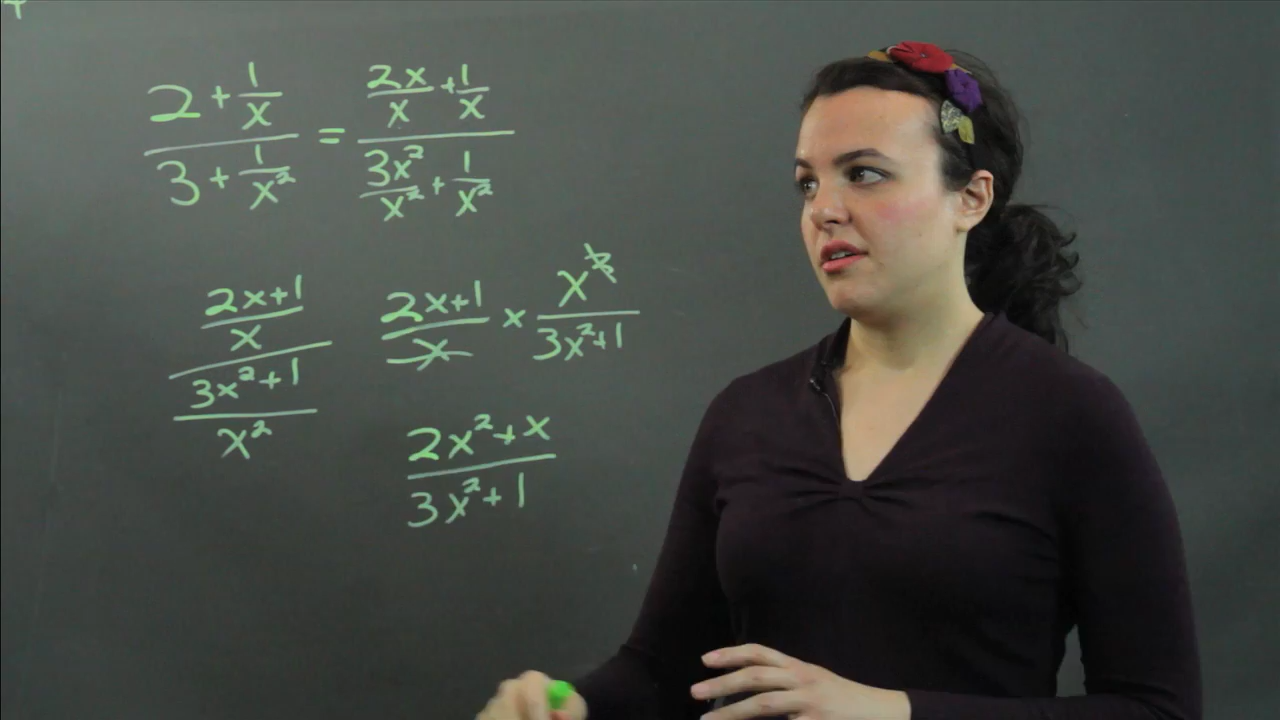 2 + 1/x / 3 + 1/x² = 2x/x + 1/x / 3x²/x² + 1/x²
2x+1/x / 3x²+1/x²
2x+1/x × x²/3x²+1
2x²+x / 3x²+1